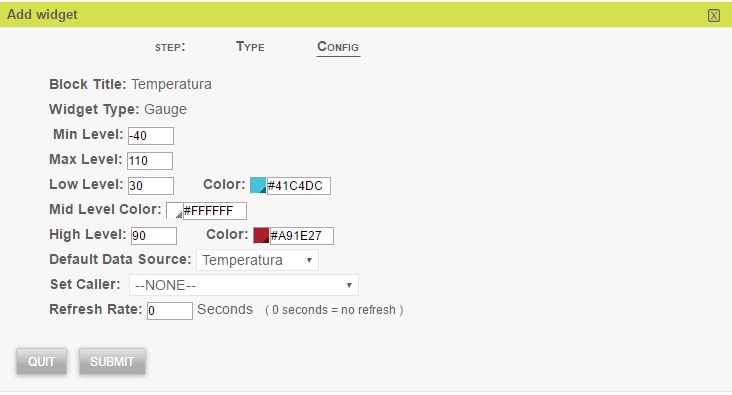 Add widget X
STEP: TYPE CONFIG
Block Title: Temperatura
Widget Type: Gauge
Min Level: -40
Max Level: 110
Low Level: 30 Color: #41C4DC
Mid Level Color: #FFFFFF
High Level: 90 Color: #A91E27
Default Data Source: Temperatura
Set Caller: --NONE--
Refresh Rate: 0 Seconds ( 0 seconds = no refresh )
QUIT SUBMIT